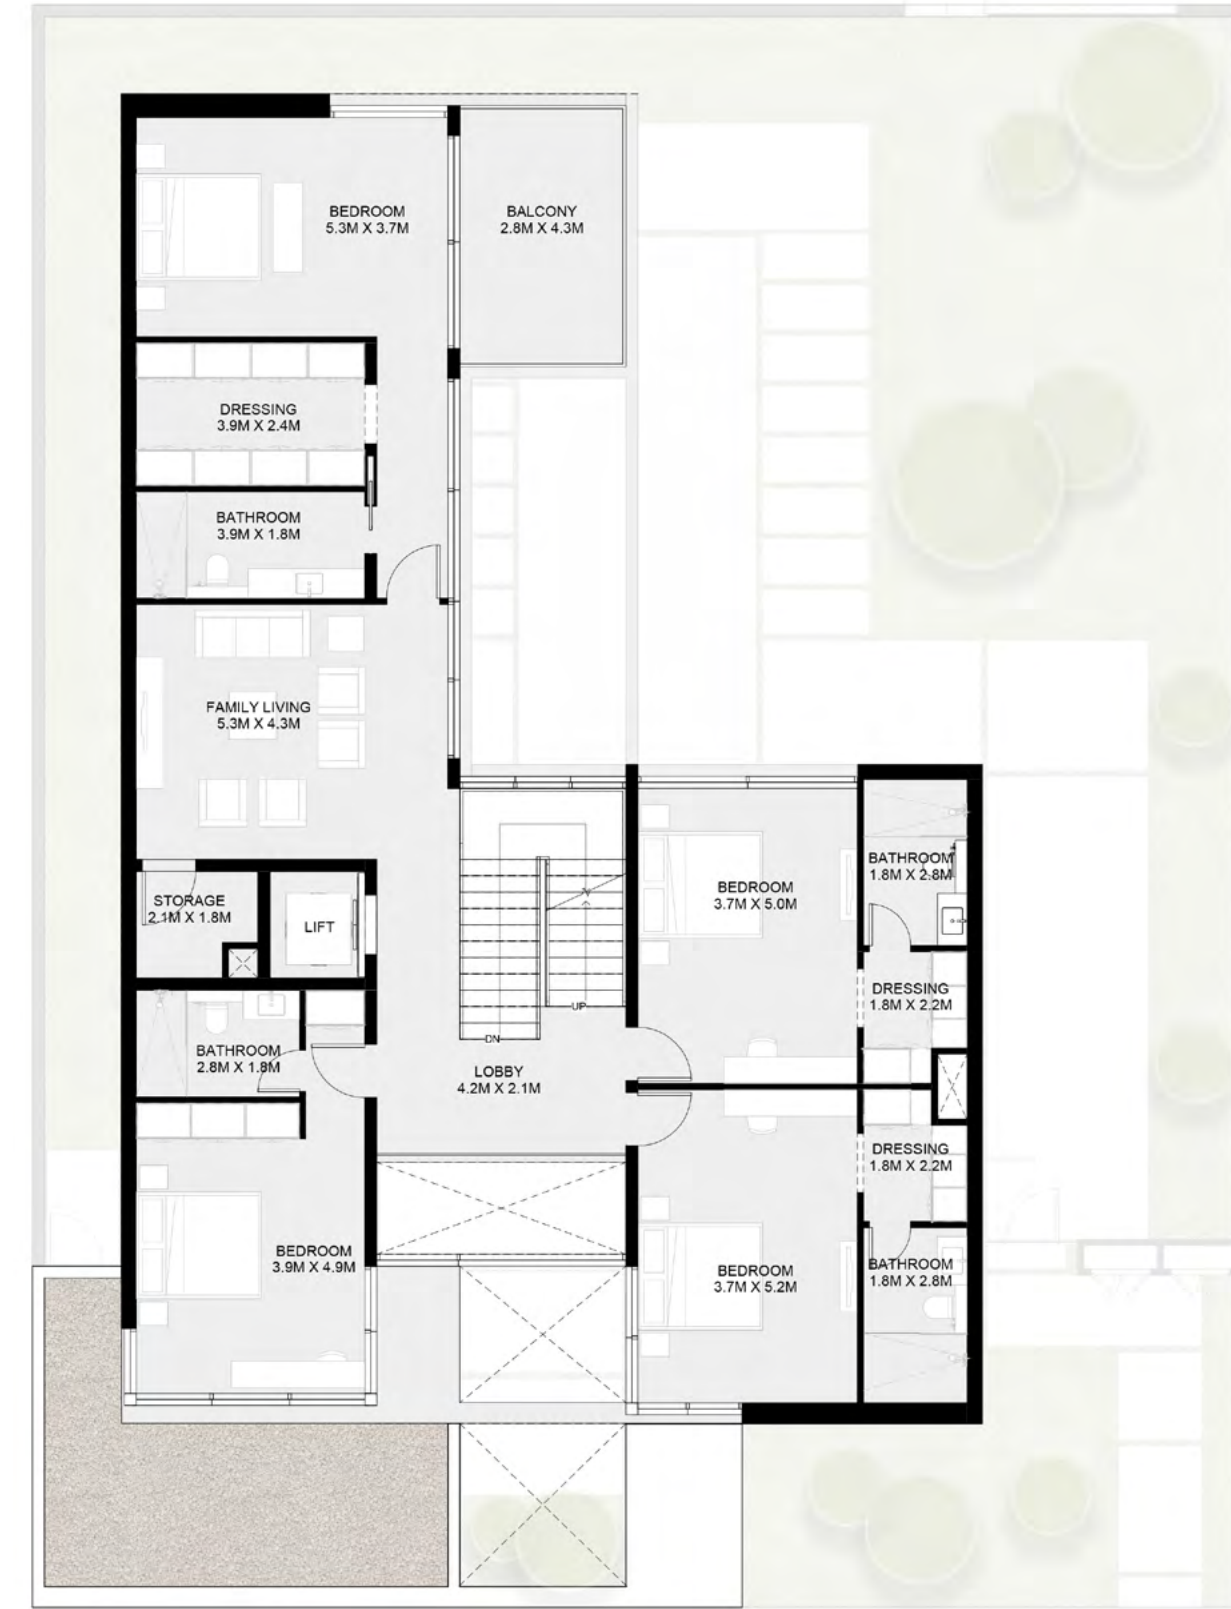 BEDROOM
5.3M X 3.7M
BALCONY
2.8M X 4.3M
DRESSING
3.9M X 2.4M
BATHROOM
3.9M X 1.8M
FAMILY LIVING
5.3M X 4.3M
STORAGE
2.1M X 1.8M
LIFT
BEDROOM
3.7M X 5.0M
BATHROOM
1.8M X 2.8M
DRESSING
1.8M X 2.2M
UP
DN
BATHROOM
2.8M X 1.8M
LOBBY
4.2M X 2.1M
DRESSING
1.8M X 2.2M
BEDROOM
3.9M X 4.9M
BEDROOM
3.7M X 5.2M
BATHROOM
1.8M X 2.8M